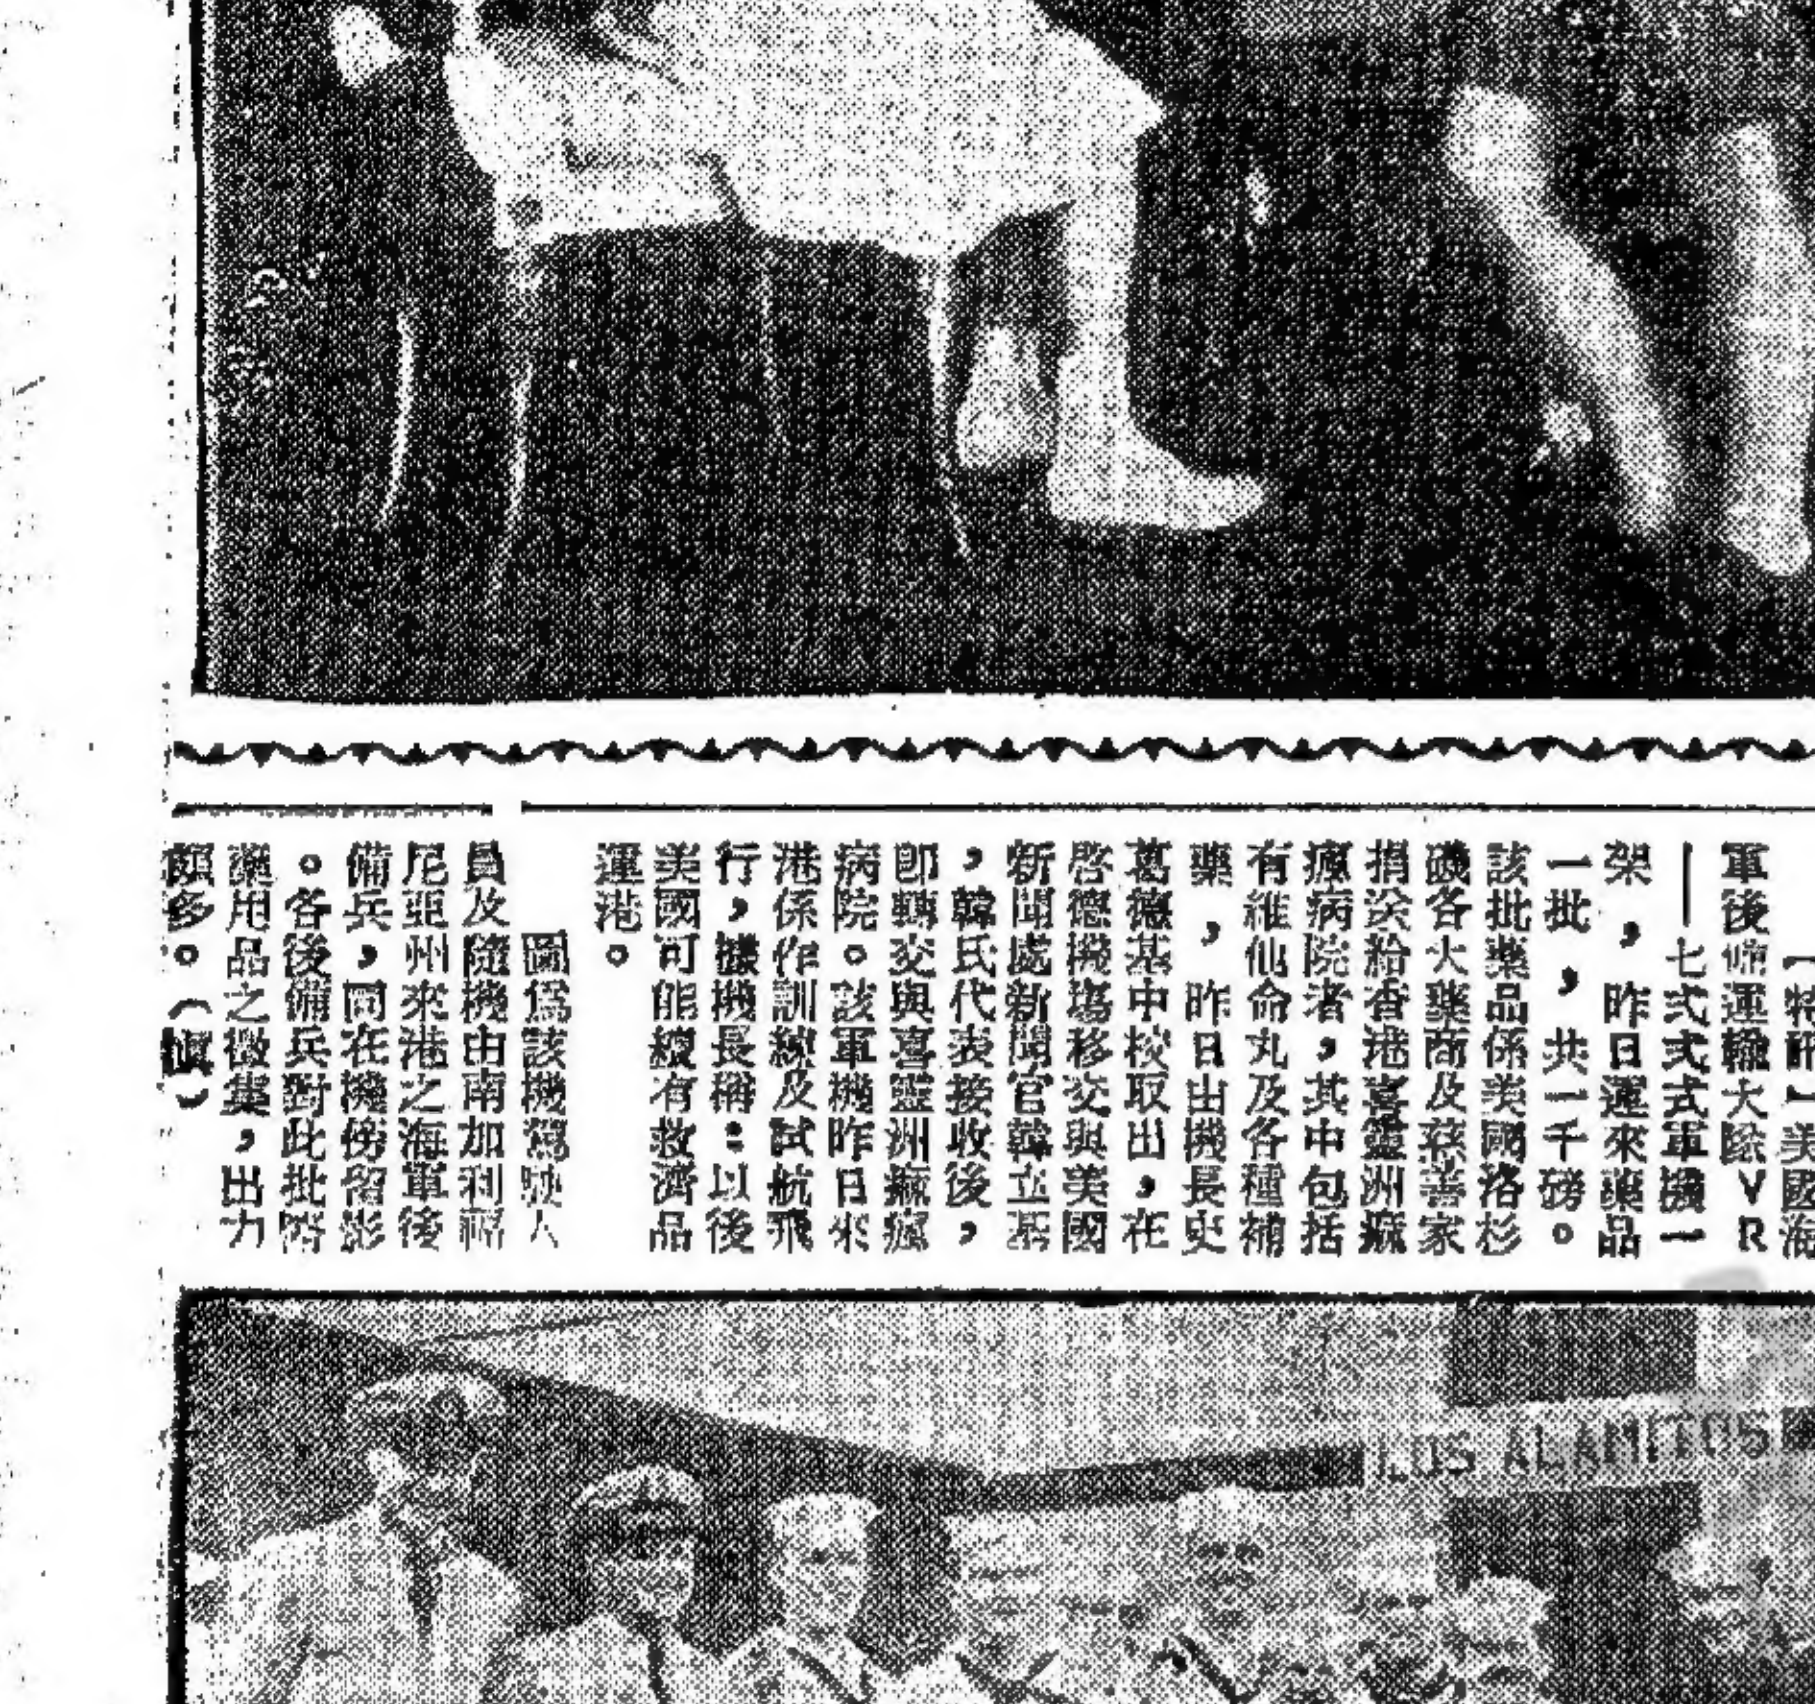 【特訊】美國海
軍後備運輸大隊VR
—七弍弍式軍機一
架，昨日運來藥品
一批，共一千磅。
該批藥品係美國洛杉
磯各大藥商及慈善家
捐送給香港喜靈洲痲
瘋病院者，其中包括
有維他命丸及各種補
藥，昨日由機長史
葛德基中校取出，在
啓德機塲移交與美國
新聞處新聞官韓立基
，韓氏代表接收後，
即轉交與喜靈洲痲瘋
病院。該軍機昨日來
港係作訓練及試航飛
行，據機長稱：以後
美國可能續有救濟品
運港。
圖爲該機駕駛人
員及隨機由南加利福
尼亞州來港之海軍後
備兵，同在機傍留影
。各後備兵對此批醫
藥用品之徵集，出力
頗多。（慎）
LOS ALAMITOS